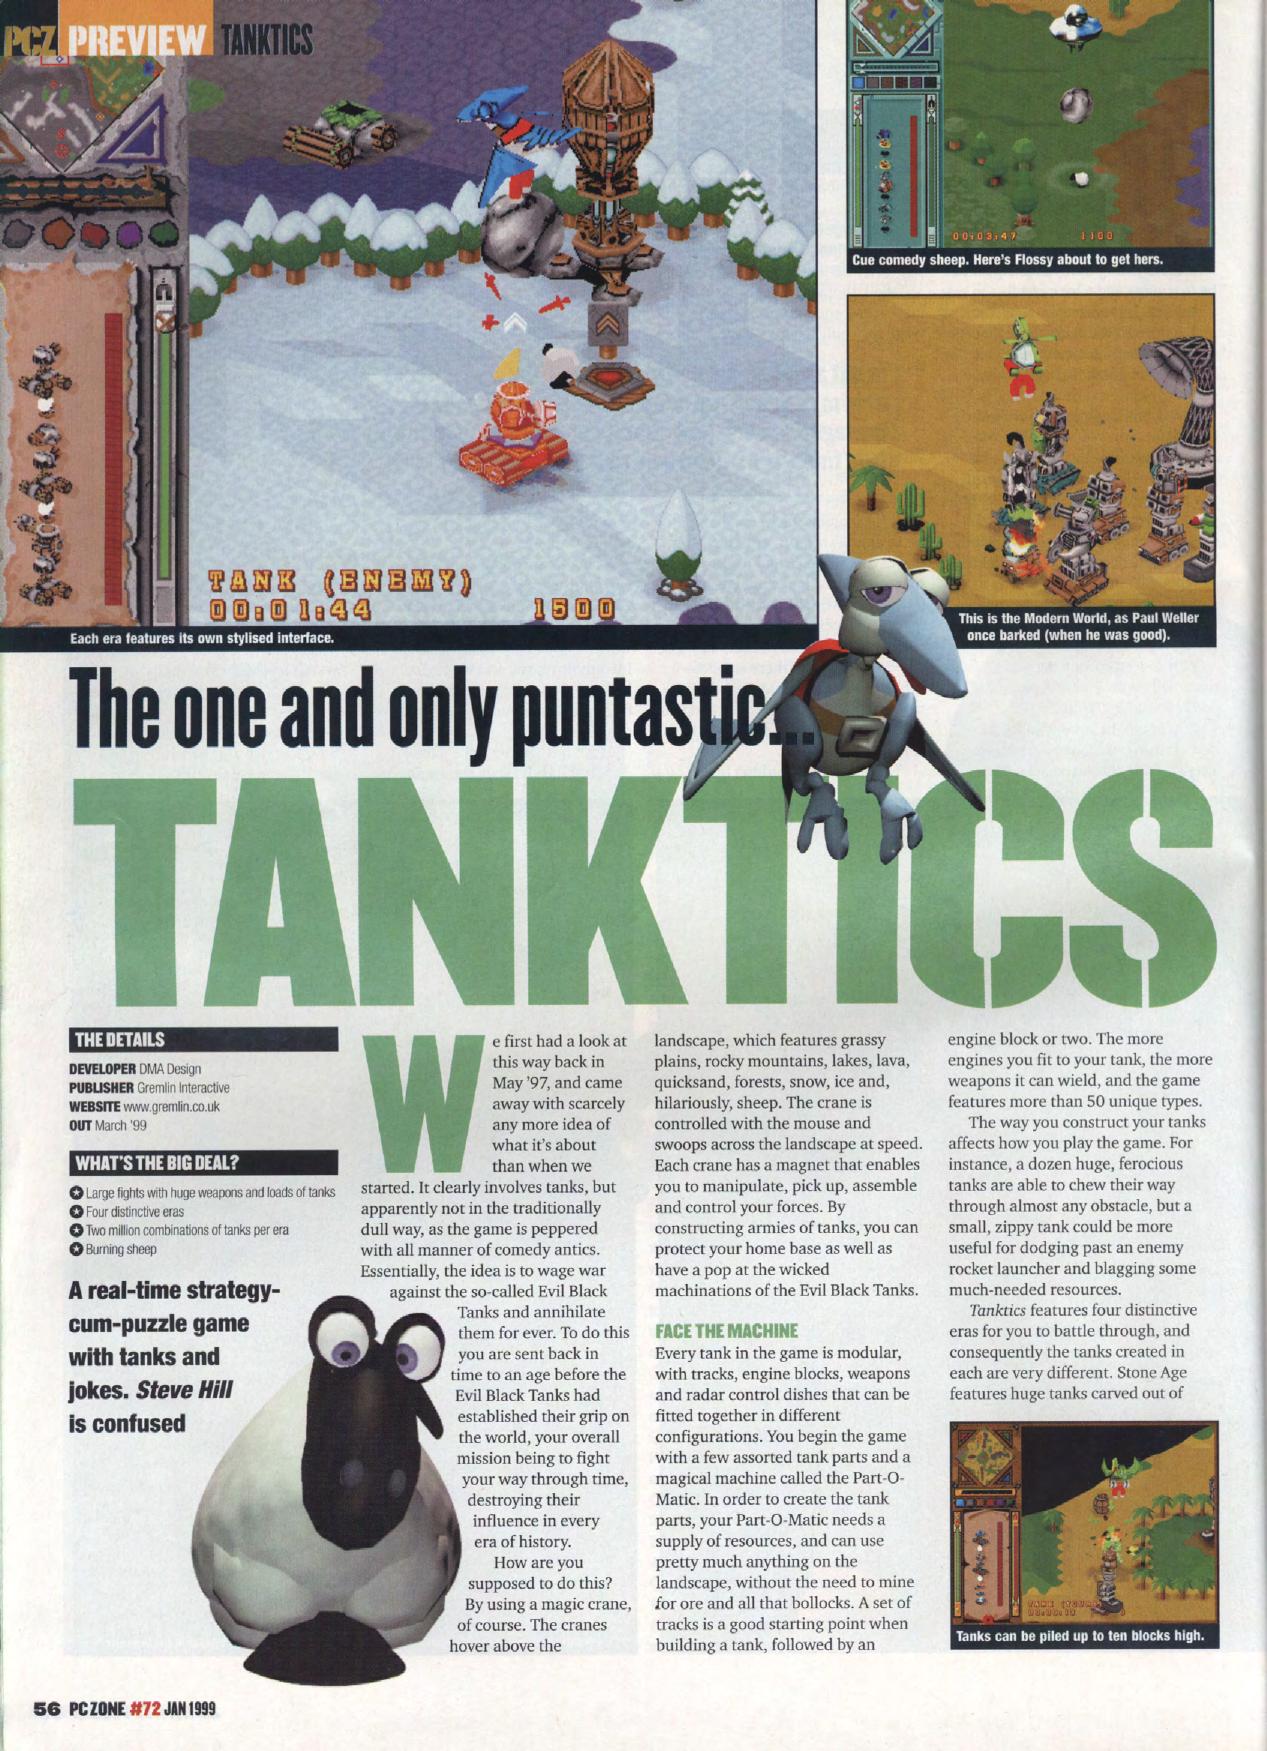 PCZ PREVIEW TANKTICS
TANK (ENEMY)
00:01:44 1500
Each era features its own stylised interface.
00:03:47 1100
Cue comedy sheep. Here's Flossy about to get hers.
This is the Modern World, as Paul Weller
once barked (when he was good).
The one and only puntastic...
TANKTICS
THE DETAILS
DEVELOPER DMA Design
PUBLISHER Gremlin Interactive
WEBSITE www.gremlin.co.uk
OUT March '99
WHAT'S THE BIG DEAL?
Large fights with huge weapons and loads of tanks
Four distinctive eras
Two million combinations of tanks per era
Burning sheep
A real-time strategy-
cum-puzzle game
with tanks and
jokes. Steve Hill
is confused
We first had a look at
this way back in
May '97, and came
away with scarcely
any more idea of
what it's about
than when we
started. It clearly involves tanks, but
apparently not in the traditionally
dull way, as the game is peppered
with all manner of comedy antics.
Essentially, the idea is to wage war
against the so-called Evil Black
Tanks and annihilate
them for ever. To do this
you are sent back in
time to an age before the
Evil Black Tanks had
established their grip on
the world, your overall
mission being to fight
your way through time,
destroying their
influence in every
era of history.
How are you
supposed to do this?
By using a magic crane,
of course. The cranes
hover above the
landscape, which features grassy
plains, rocky mountains, lakes, lava,
quicksand, forests, snow, ice and,
hilariously, sheep. The crane is
controlled with the mouse and
swoops across the landscape at speed.
Each crane has a magnet that enables
you to manipulate, pick up, assemble
and control your forces. By
constructing armies of tanks, you can
protect your home base as well as
have a pop at the wicked
machinations of the Evil Black Tanks.
FACE THE MACHINE
Every tank in the game is modular,
with tracks, engine blocks, weapons
and radar control dishes that can be
fitted together in different
configurations. You begin the game
with a few assorted tank parts and a
magical machine called the Part-O-
Matic. In order to create the tank
parts, your Part-O-Matic needs a
supply of resources, and can use
pretty much anything on the
landscape, without the need to mine
for ore and all that bollocks. A set of
tracks is a good starting point when
building a tank, followed by an
engine block or two. The more
engines you fit to your tank, the more
weapons it can wield, and the game
features more than 50 unique types.
The way you construct your tanks
affects how you play the game. For
instance, a dozen huge, ferocious
tanks are able to chew their way
through almost any obstacle, but a
small, zippy tank could be more
useful for dodging past an enemy
rocket launcher and blagging some
much-needed resources.
Tanktics features four distinctive
eras for you to battle through, and
consequently the tanks created in
each are very different. Stone Age
features huge tanks carved out of
Tanks can be piled up to ten blocks high.
56 PC ZONE #72 JAN 1999